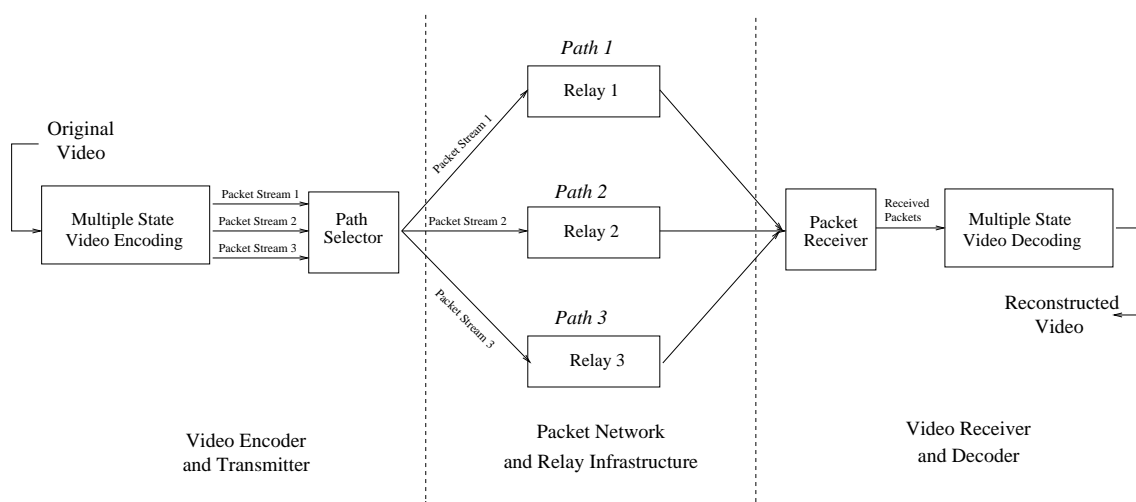 Original
Video
Multiple State
Video Encoding
Packet Stream 1
Packet Stream 2
Packet Stream 3
Path
Selector
Packet Stream 1
Packet Stream 2
Packet Stream 3
Path 1
Relay 1
Path 2
Relay 2
Path 3
Relay 3
Packet
Receiver
Received
Packets
Multiple State
Video Decoding
Reconstructed
Video
Video Encoder
and Transmitter
Packet Network
and Relay Infrastructure
Video Receiver
and Decoder